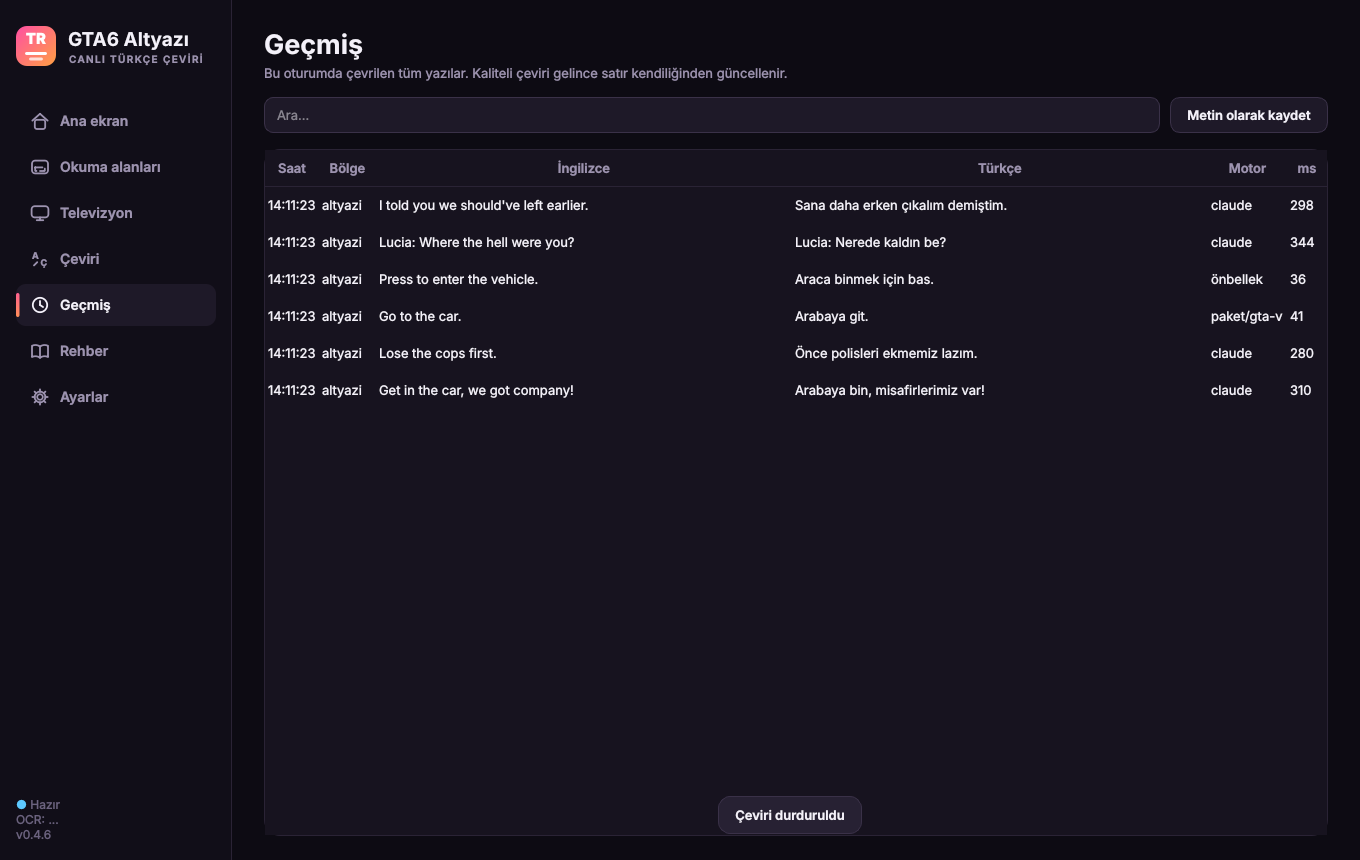 TR
GTA6 Altyazı
CANLI TÜRKÇE ÇEVİRİ
Ana ekran
Okuma alanları
Televizyon
Çeviri
Geçmiş
Rehber
Ayarlar
Hazır
OCR: ...
v0.4.6
Geçmiş
Bu oturumda çevrilen tüm yazılar. Kaliteli çeviri gelince satır kendiliğinden güncellenir.
Ara... Metin olarak kaydet
Saat Bölge İngilizce Türkçe Motor ms
14:11:23 altyazi I told you we should've left earlier. Sana daha erken çıkalım demiştim. claude 298
14:11:23 altyazi Lucia: Where the hell were you? Lucia: Nerede kaldın be? claude 344
14:11:23 altyazi Press to enter the vehicle. Araca binmek için bas. önbellek 36
14:11:23 altyazi Go to the car. Arabaya git. paket/gta-v 41
14:11:23 altyazi Lose the cops first. Önce polisleri ekmemiz lazım. claude 280
14:11:23 altyazi Get in the car, we got company! Arabaya bin, misafirlerimiz var! claude 310
Çeviri durduruldu